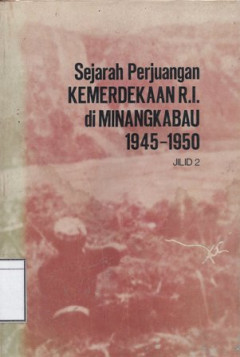 Sejarah Perjuangan
KEMERDEKAAN R.I.
di MINANGKABAU
1945-1950
JILID 2